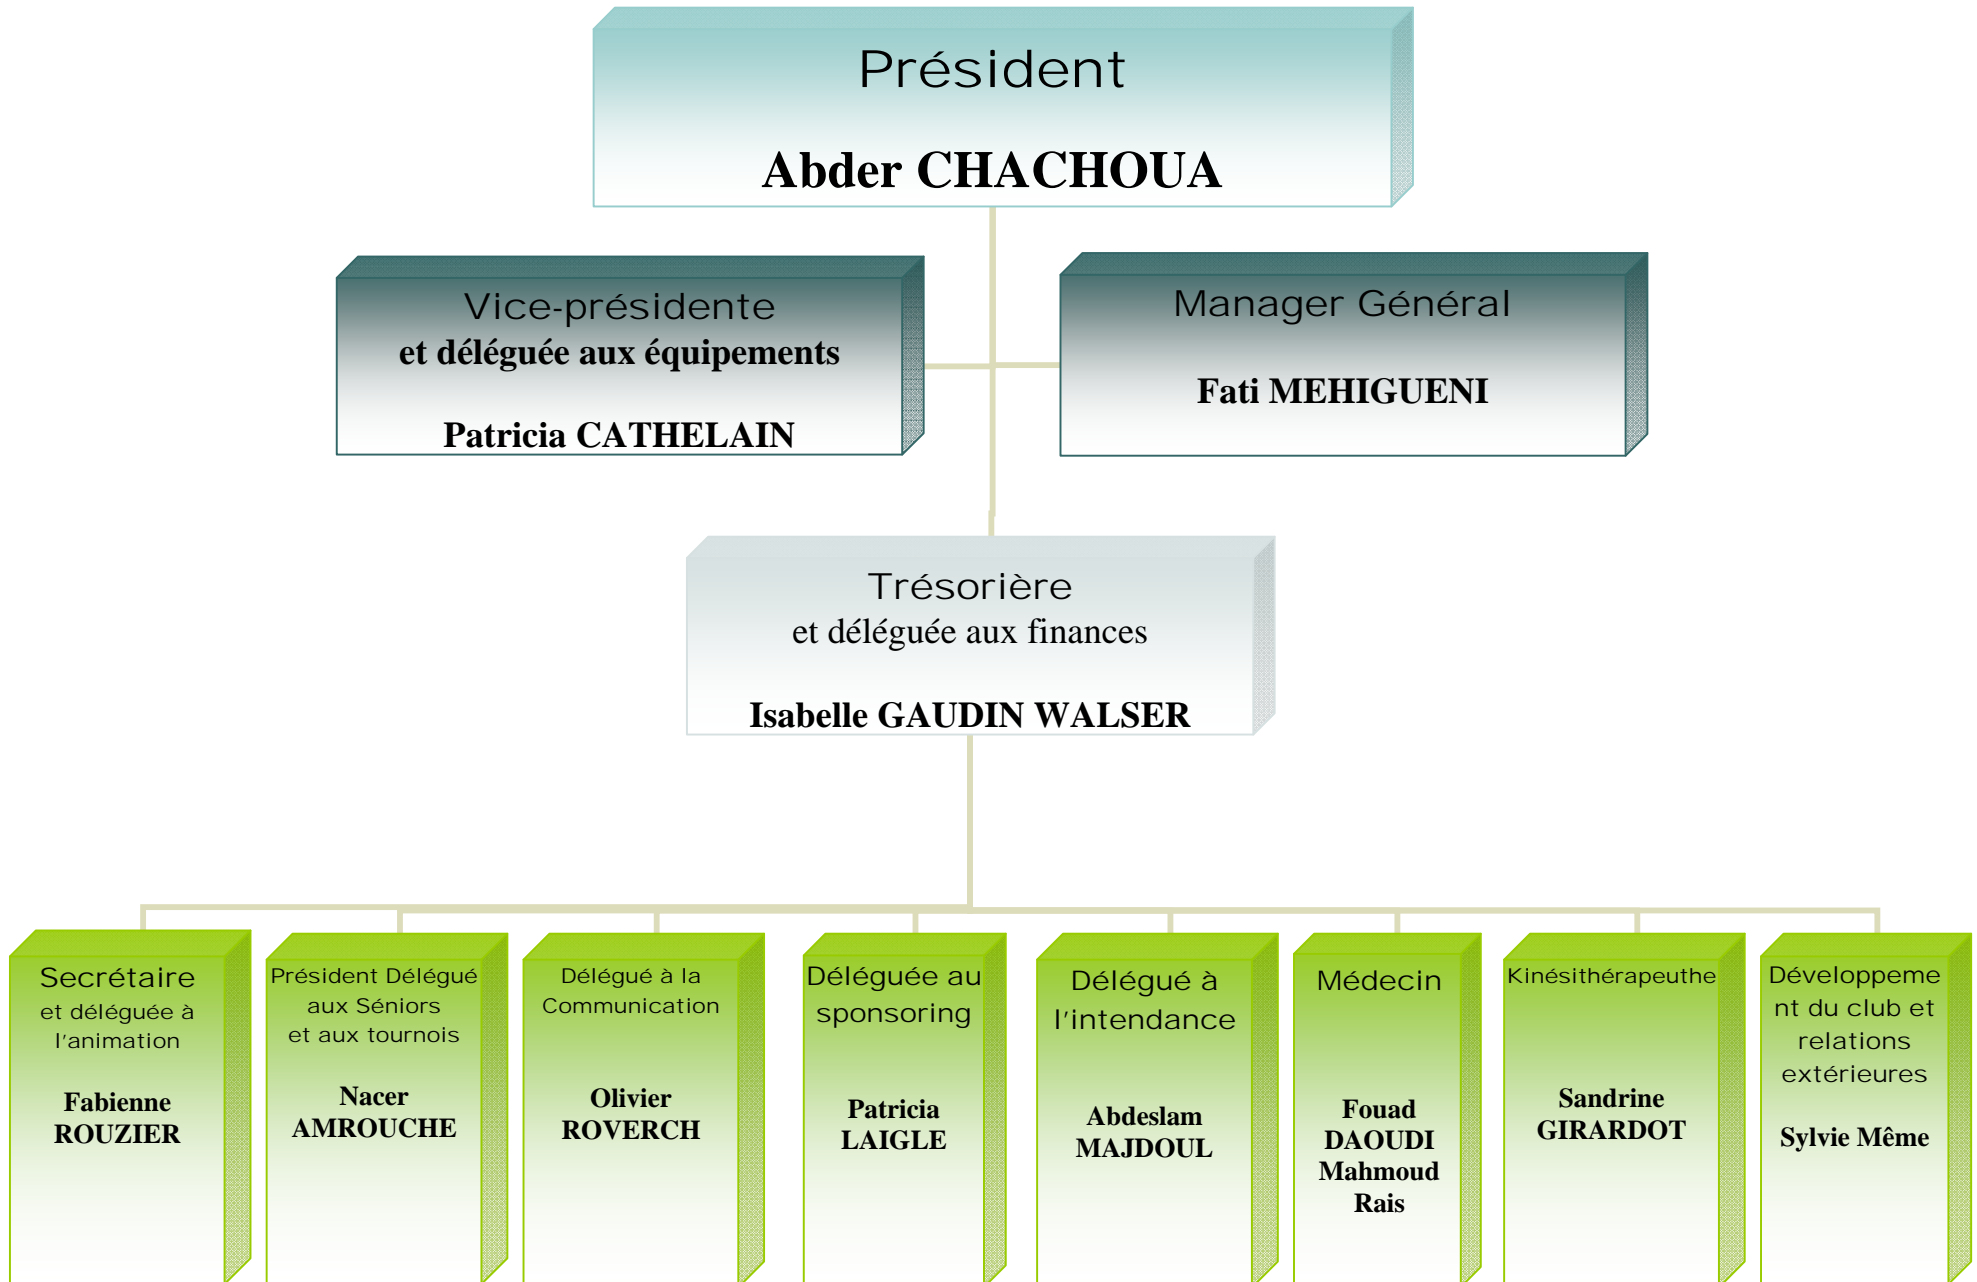 Président
Abder CHACHOUA
Vice-présidente
et déléguée aux équipements
Patricia CATHELAIN
Manager Général
Fati MEHIGUENI
Trésorière
et déléguée aux finances
Isabelle GAUDIN WALSER
Secrétaire
et déléguée à
l'animation
Fabienne
ROUZIER
Président Délégué
aux Séniors
et aux tournois
Nacer
AMROUCHE
Délégué à la
Communication
Olivier
ROVERCH
Déléguée au
sponsoring
Patricia
LAIGLE
Délégué à
l'intendance
Abdeslam
MAJDOUL
Médecin
Fouad
DAOUDI
Mahmoud
Rais
Kinésithérapeuthe
Sandrine
GIRARDOT
Développeme
nt du club et
relations
extérieures
Sylvie Même